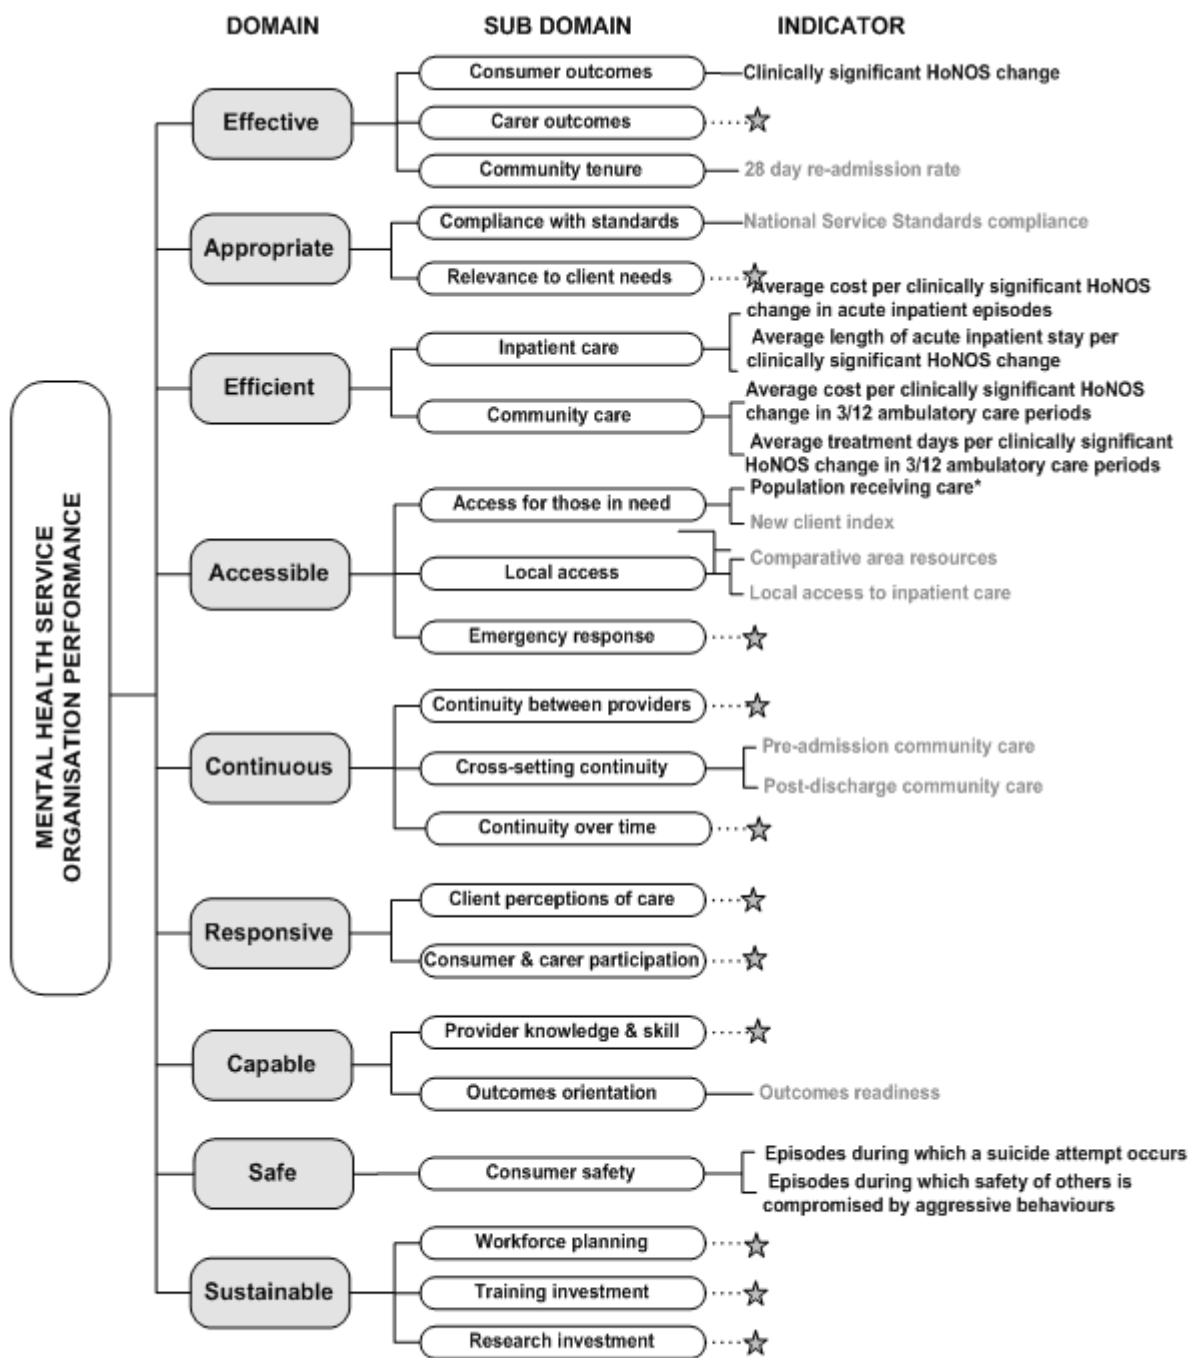 DOMAIN SUB DOMAIN INDICATOR
MENTAL HEALTH SERVICE
ORGANISATION PERFORMANCE
Effective
Consumer outcomes
Clinically significant HoNOS change
Carer outcomes
Community tenure
28 day re-admission rate
Appropriate
Compliance with standards
National Service Standards compliance
Relevance to client needs
Efficient
Inpatient care
Average cost per clinically significant HoNOS
change in acute inpatient episodes
Average length of acute inpatient stay per
clinically significant HoNOS change
Community care
Average cost per clinically significant HoNOS
change in 3/12 ambulatory care periods
Average treatment days per clinically significant
HoNOS change in 3/12 ambulatory care periods
Accessible
Access for those in need
Population receiving care*
New client index
Local access
Comparative area resources
Local access to inpatient care
Emergency response
Continuous
Continuity between providers
Cross-setting continuity
Pre-admission community care
Post-discharge community care
Continuity over time
Responsive
Client perceptions of care
Consumer & carer participation
Capable
Provider knowledge & skill
Outcomes orientation
Outcomes readiness
Safe
Consumer safety
Episodes during which a suicide attempt occurs
Episodes during which safety of others is
compromised by aggressive behaviours
Sustainable
Workforce planning
Training investment
Research investment